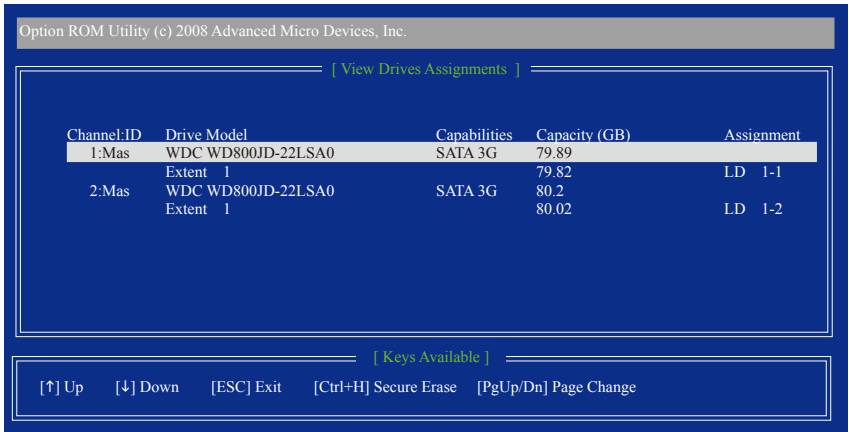 Option ROM Utility (c) 2008 Advanced Micro Devices, Inc.
[ View Drives Assignments ]
Channel:ID Drive Model Capabilities Capacity (GB) Assignment
1:Mas WDC WD800JD-22LSA0 SATA 3G 79.89
Extent 1 79.82 LD 1-1
2:Mas WDC WD800JD-22LSA0 SATA 3G 80.2
Extent 1 80.02 LD 1-2
[ Keys Available ]
[↑] Up [↓] Down [ESC] Exit [Ctrl+H] Secure Erase [PgUp/Dn] Page Change